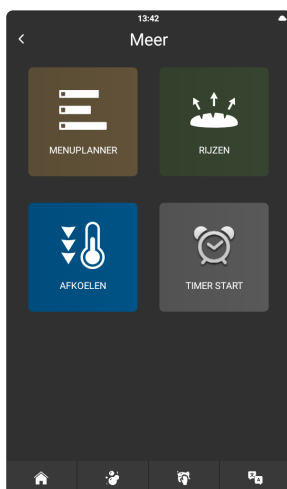 13:42
Meer
MENUPLANNER
RIJZEN
AFKOELEN
TIMER START